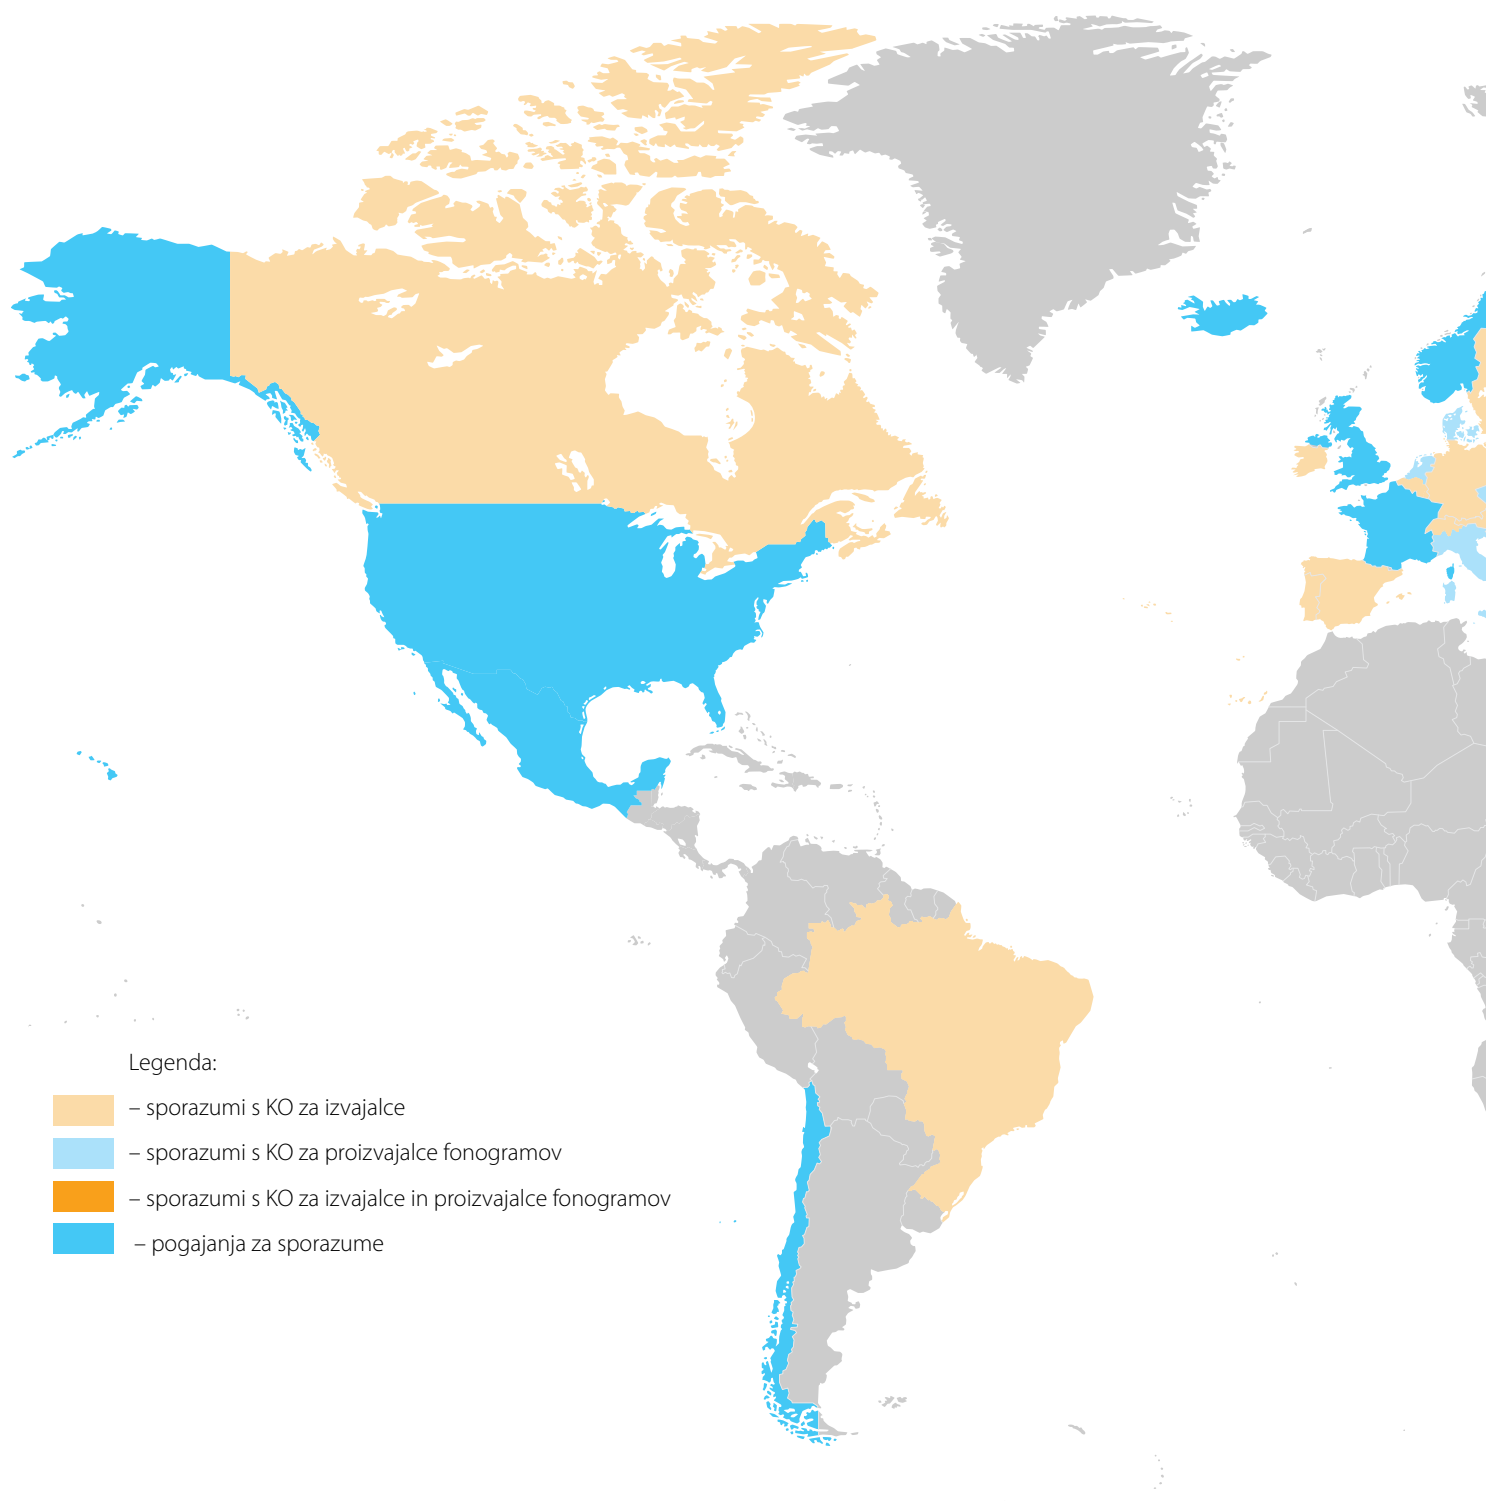 Legenda:
– sporazumi s KO za izvajalce
– sporazumi s KO za proizvajalce fonogramov
– sporazumi s KO za izvajalce in proizvajalce fonogramov
– pogajanja za sporazume